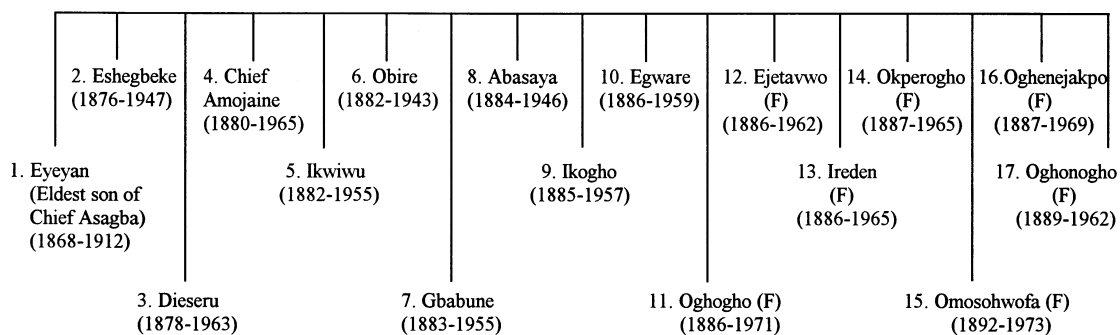 2. Eshegbeke
(1876-1947)
4. Chief
Amojaine
(1880-1965)
6. Obire
(1882-1943)
8. Abasaya
(1884-1946)
10. Egware
(1886-1959)
12. Ejetavwo
(F)
(1886-1962)
14. Okperogho
(F)
(1887-1965)
16.Oghenejakpo
(F)
(1887-1969)
1. Eyeyan
(Eldest son of
Chief Asagba)
(1868-1912)
5. Ikwiwu
(1882-1955)
9. Ikogho
(1885-1957)
13. Ireden
(F)
(1886-1965)
17. Oghonogho
(F)
(1889-1962)
3. Dieseru
(1878-1963)
7. Gbabune
(1883-1955)
11. Oghogho (F)
(1886-1971)
15. Omosohwofa (F)
(1892-1973)